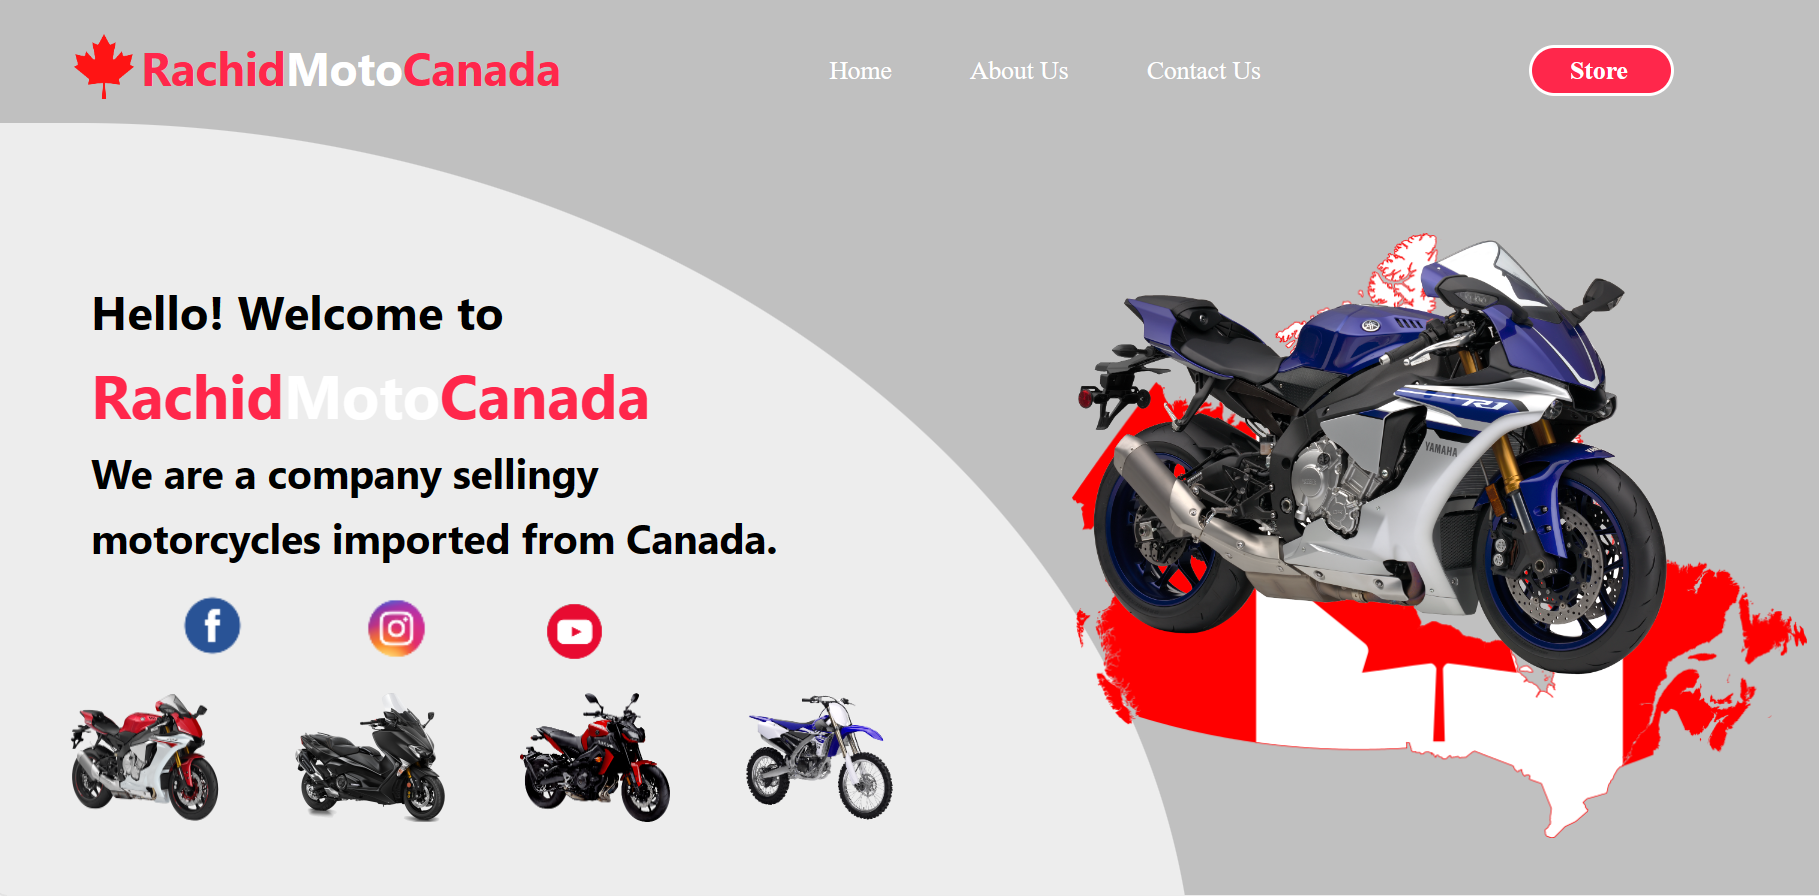 RachidMotoCanada
Home
About Us
Contact Us
Store
Hello! Welcome to
RachidMotoCanada
We are a company sellingy
motorcycles imported from Canada.
R1
YAMAHA